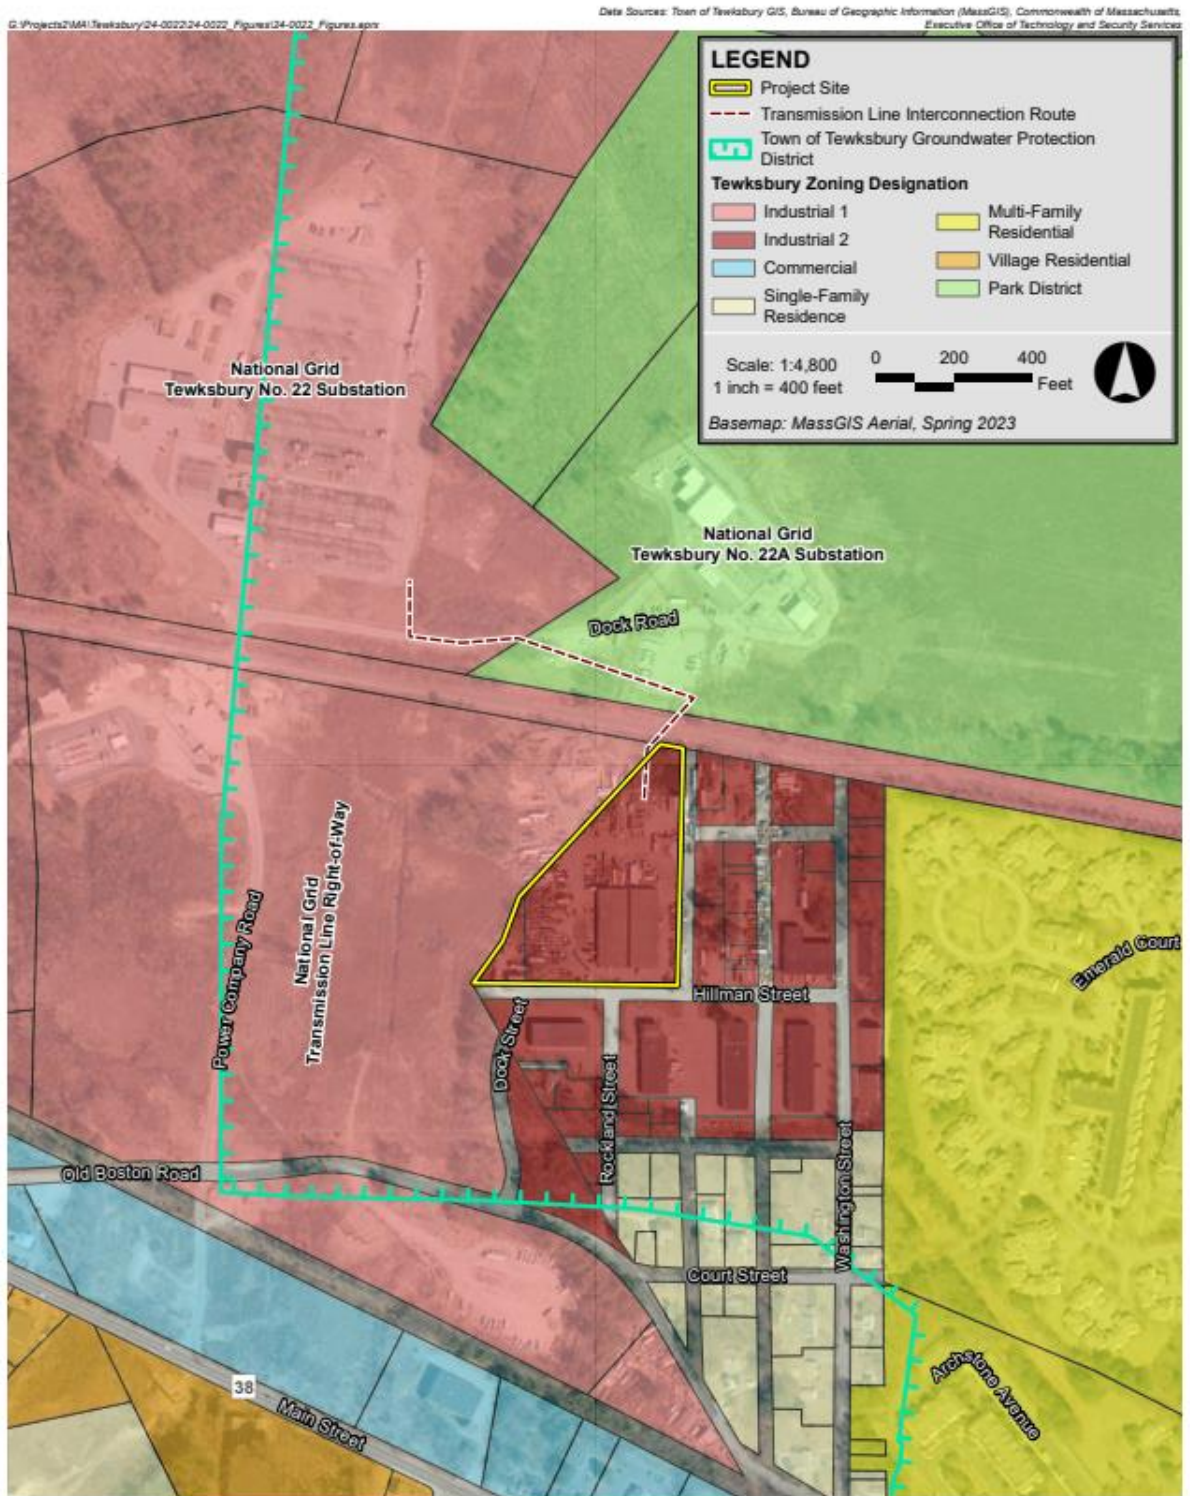 G:\Projects2\MA\Tewksbury\24-0022\24-0022_Figures\24-0022_Figures.aprx
Data Sources: Town of Tewksbury GIS, Bureau of Geographic Information (MassGIS), Commonwealth of Massachusetts,
Executive Office of Technology and Security Services
LEGEND
Project Site
Transmission Line Interconnection Route
Town of Tewksbury Groundwater Protection
District
Tewksbury Zoning Designation
Industrial 1
Industrial 2
Commercial
Single-Family
Residence
Multi-Family
Residential
Village Residential
Park District
Scale: 1:4,800
1 inch = 400 feet
0 200 400
Feet
Basemap: MassGIS Aerial, Spring 2023
National Grid
Tewksbury No. 22 Substation
National Grid
Tewksbury No. 22A Substation
Dock Road
National Grid
Transmission Line Right-of-Way
Power Company Road
Emerald Court
Hillman Street
Dock Street
Rockland Street
Washington Street
Old Boston Road
Court Street
Archstone Avenue
38
Main Street